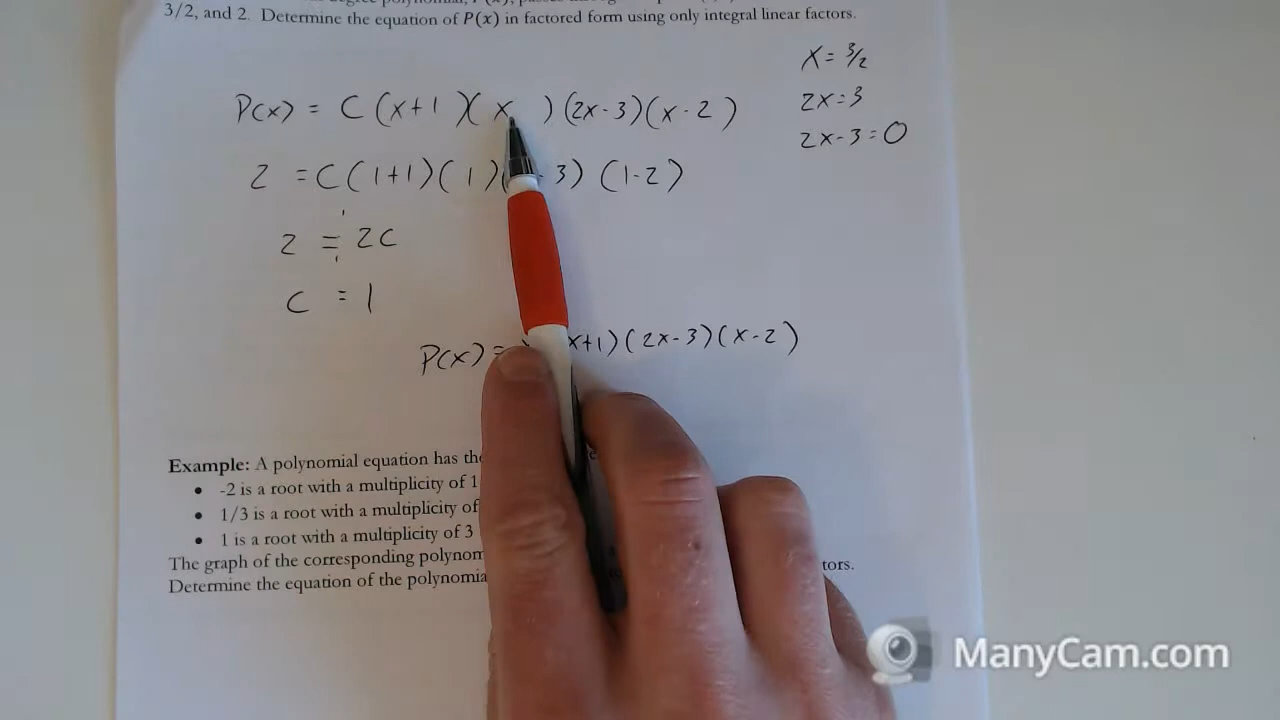 3/2, and 2. Determine the equation of P(x) in factored form using only integral linear factors.
x = 3/2
P(x) = C (x+1)(x )(2x-3)(x-2)
2x = 3
2x-3 = 0
2 = C(1+1)(1)( -3) (1-2)
2 = 2C
C = 1
P(x) = x+1)(2x-3)(x-2)
Example: A polynomial equation has the
• -2 is a root with a multiplicity of 1
• 1/3 is a root with a multiplicity of
• 1 is a root with a multiplicity of 3
The graph of the corresponding tors.
Determine the equation of the
ManyCam.com